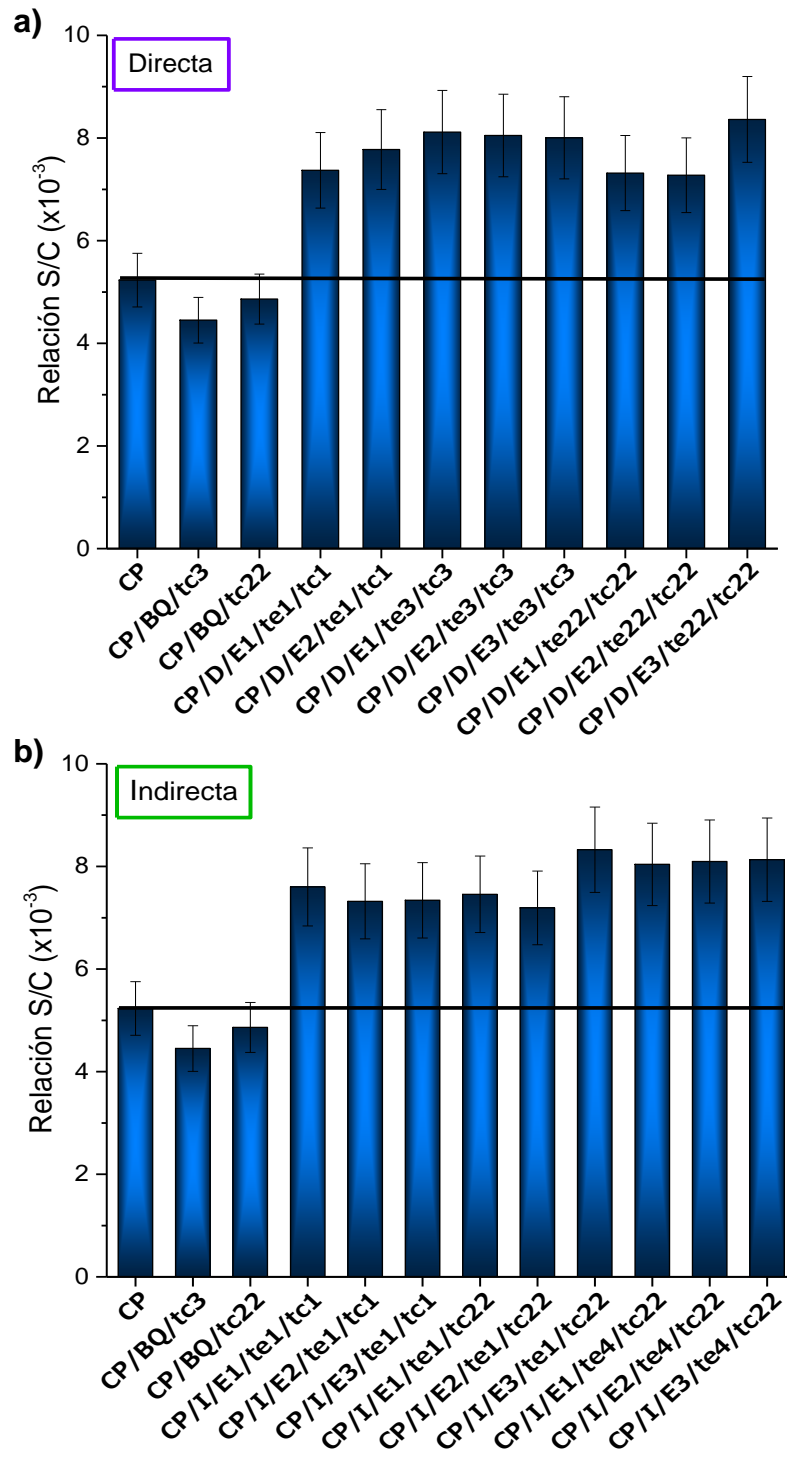 a)
Directa
Relación S/C (x10⁻³)
10
8
6
4
2
0
CP
CP/BQ/tc3
CP/BQ/tc22
CP/D/E1/te1/tc1
CP/D/E2/te1/tc1
CP/D/E1/te3/tc3
CP/D/E2/te3/tc3
CP/D/E3/te3/tc3
CP/D/E1/te22/tc22
CP/D/E2/te22/tc22
CP/D/E3/te22/tc22
b)
Indirecta
Relación S/C (x10⁻³)
10
8
6
4
2
0
CP
CP/BQ/tc3
CP/BQ/tc22
CP/I/E1/te1/tc1
CP/I/E2/te1/tc1
CP/I/E3/te1/tc1
CP/I/E1/te1/tc22
CP/I/E2/te1/tc22
CP/I/E3/te1/tc22
CP/I/E1/te4/tc22
CP/I/E2/te4/tc22
CP/I/E3/te4/tc22